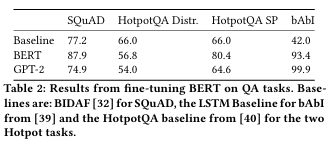 SQuAD HotpotQA Distr. HotpotQA SP bAbI
Baseline 77.2 66.0 66.0 42.0
BERT 87.9 56.8 80.4 93.4
GPT-2 74.9 54.0 64.6 99.9
Table 2: Results from fine-tuning BERT on QA tasks. Base-
lines are: BIDAF [32] for SQuAD, the LSTM Baseline for bAbI
from [39] and the HotpotQA baseline from [40] for the two
Hotpot tasks.